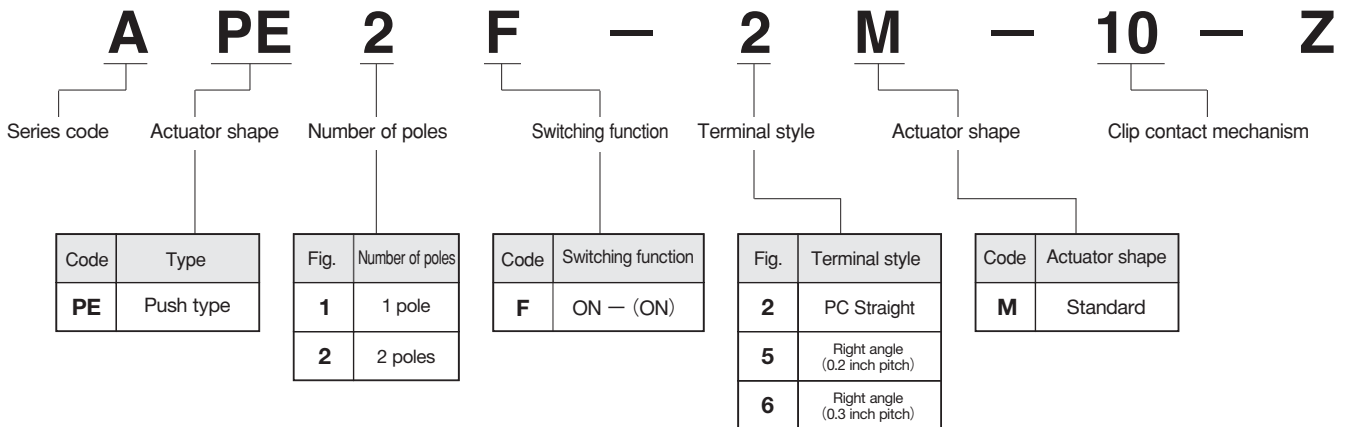 A PE 2 F — 2 M — 10 — Z
Series code Actuator shape Number of poles Switching function Terminal style Actuator shape Clip contact mechanism
Code Type
PE Push type
Fig. Number of poles
1 1 pole
2 2 poles
Code Switching function
F ON — (ON)
Fig. Terminal style
2 PC Straight
5 Right angle
(0.2 inch pitch)
6 Right angle
(0.3 inch pitch)
Code Actuator shape
M Standard